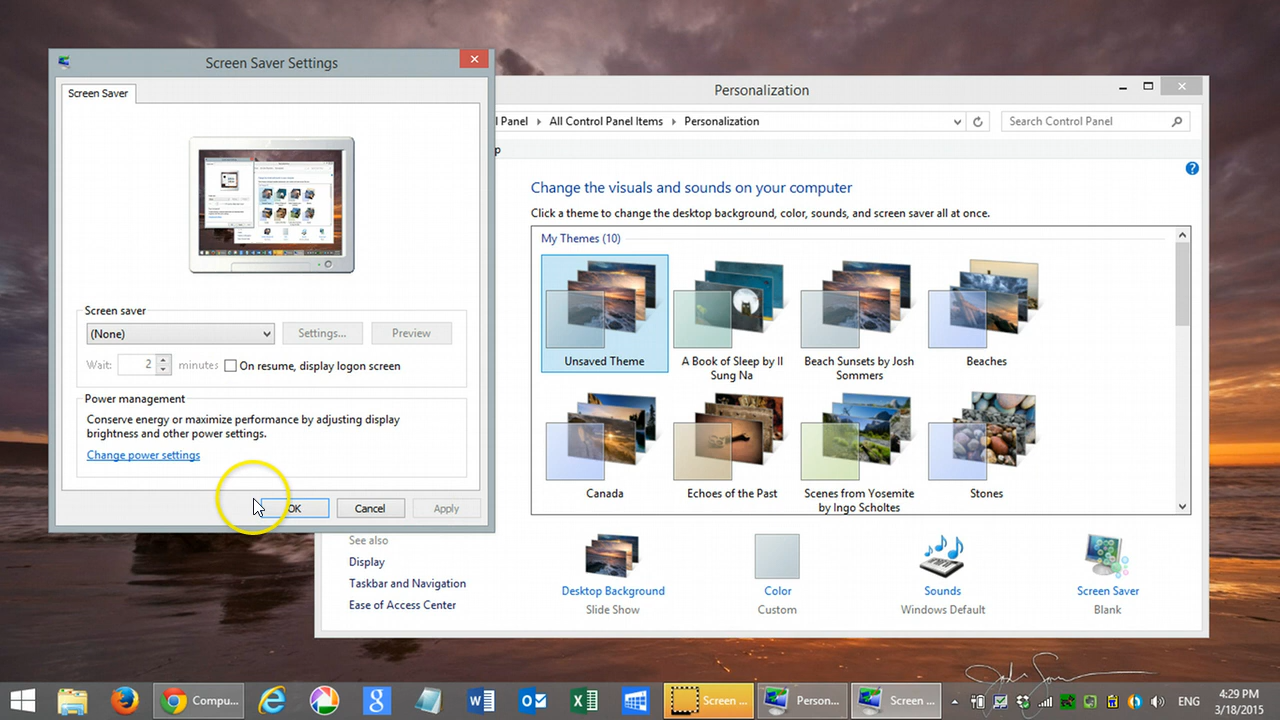 Screen Saver Settings
Screen Saver
Screen saver
(None)
Settings...
Preview
Wait:
2
minutes
On resume, display logon screen
Power management
Conserve energy or maximize performance by adjusting display
brightness and other power settings.
Change power settings
OK
Cancel
Apply
Personalization
l Panel
All Control Panel Items
Personalization
Search Control Panel
p
Change the visuals and sounds on your computer
Click a theme to change the desktop background, color, sounds, and screen saver all at once.
My Themes (10)
Unsaved Theme
A Book of Sleep by Il
Sung Na
Beach Sunsets by Josh
Sommers
Beaches
Canada
Echoes of the Past
Scenes from Yosemite
by Ingo Scholtes
Stones
See also
Display
Taskbar and Navigation
Ease of Access Center
Desktop Background
Slide Show
Color
Custom
Sounds
Windows Default
Screen Saver
Blank
Compu...
Screen ...
Person...
Screen ...
ENG
4:29 PM
3/18/2015